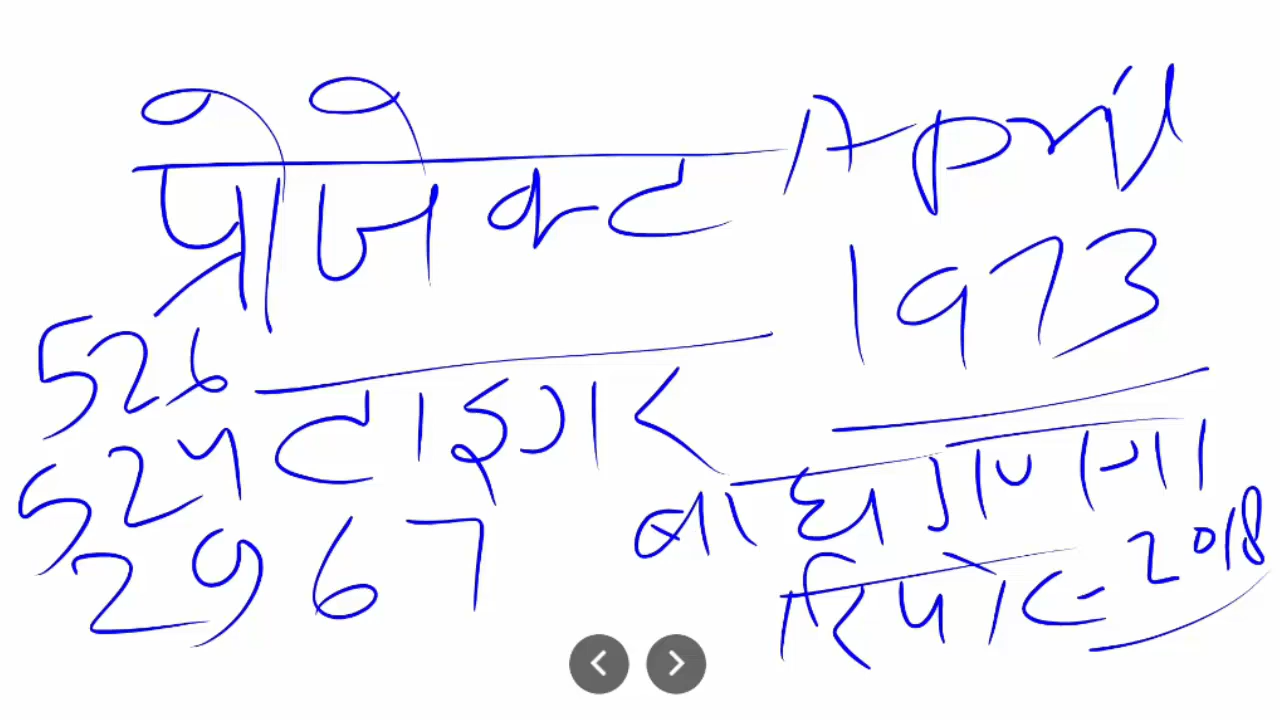 प्रोजेक्ट
April
1973
526
टाइगर
524
2967
बाघ गणना
रिपोर्ट - 2018